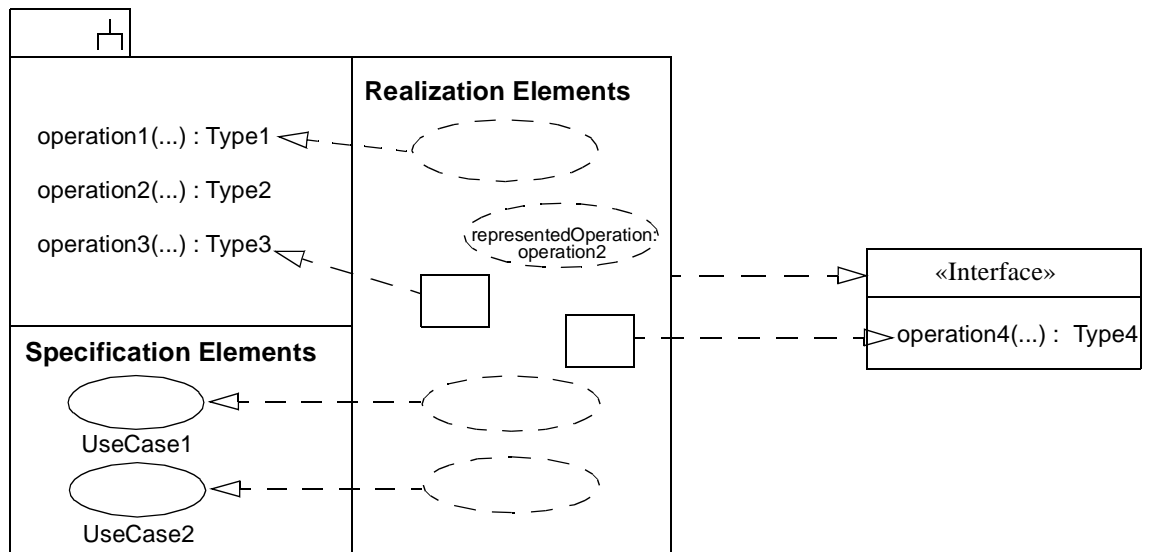 Realization Elements
operation1(...) : Type1
operation2(...) : Type2
operation3(...) : Type3
representedOperation:
operation2
«Interface»
operation4(...) : Type4
Specification Elements
UseCase1
UseCase2